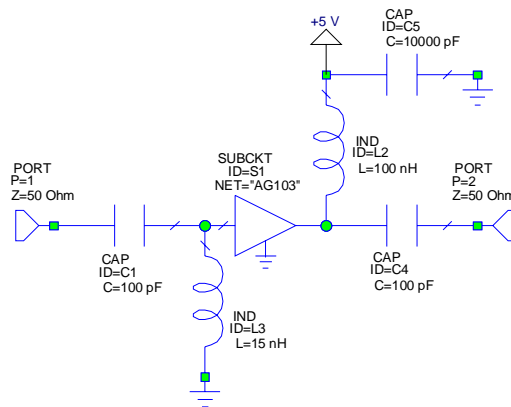 +5 V
CAP
ID=C5
C=10000 pF
IND
ID=L2
L=100 nH
SUBCKT
ID=S1
NET="AG103"
PORT
P=1
Z=50 Ohm
PORT
P=2
Z=50 Ohm
CAP
ID=C1
C=100 pF
CAP
ID=C4
C=100 pF
IND
ID=L3
L=15 nH